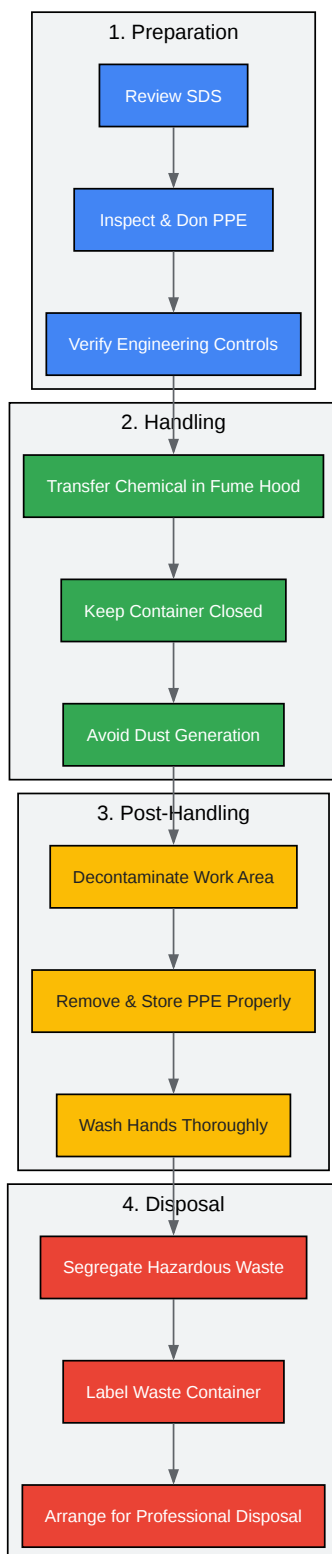 1. Preparation
Review SDS
Inspect & Don PPE
Verify Engineering Controls
2. Handling
Transfer Chemical in Fume Hood
Keep Container Closed
Avoid Dust Generation
3. Post-Handling
Decontaminate Work Area
Remove & Store PPE Properly
Wash Hands Thoroughly
4. Disposal
Segregate Hazardous Waste
Label Waste Container
Arrange for Professional Disposal